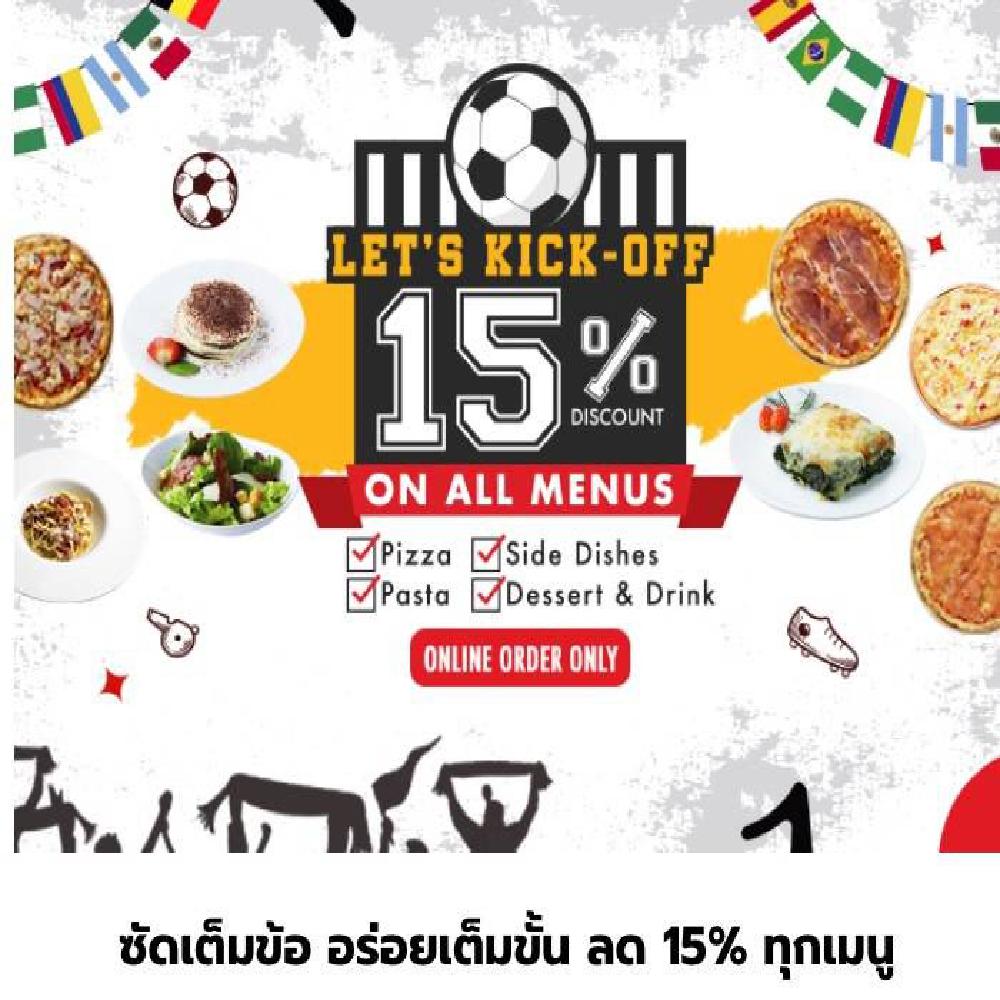 LET'S KICK-OFF
15%
DISCOUNT
ON ALL MENUS
Pizza Side Dishes
Pasta Dessert & Drink
ONLINE ORDER ONLY
ซัดเต็มข้อ อร่อยเต็มขั้น ลด 15% ทุกเมนู